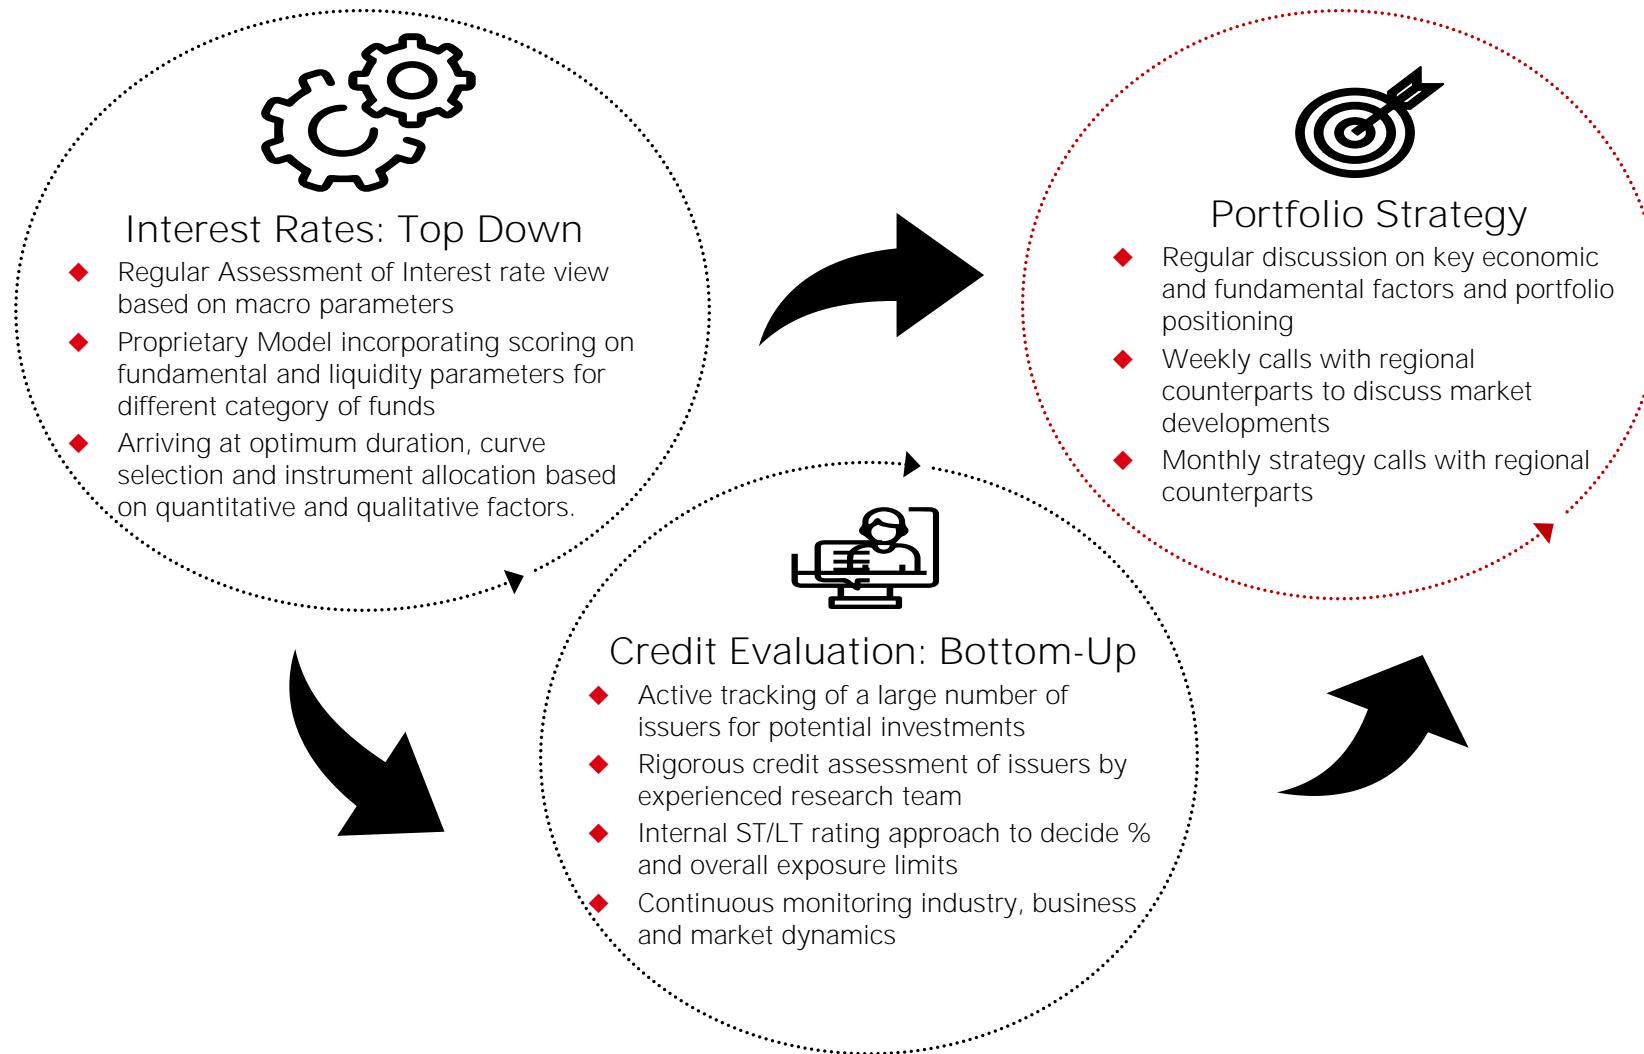 Interest Rates: Top Down
Regular Assessment of Interest rate view
based on macro parameters
Proprietary Model incorporating scoring on
fundamental and liquidity parameters for
different category of funds
Arriving at optimum duration, curve
selection and instrument allocation based
on quantitative and qualitative factors.
Portfolio Strategy
Regular discussion on key economic
and fundamental factors and portfolio
positioning
Weekly calls with regional
counterparts to discuss market
developments
Monthly strategy calls with regional
counterparts
Credit Evaluation: Bottom-Up
Active tracking of a large number of
issuers for potential investments
Rigorous credit assessment of issuers by
experienced research team
Internal ST/LT rating approach to decide %
and overall exposure limits
Continuous monitoring industry, business
and market dynamics